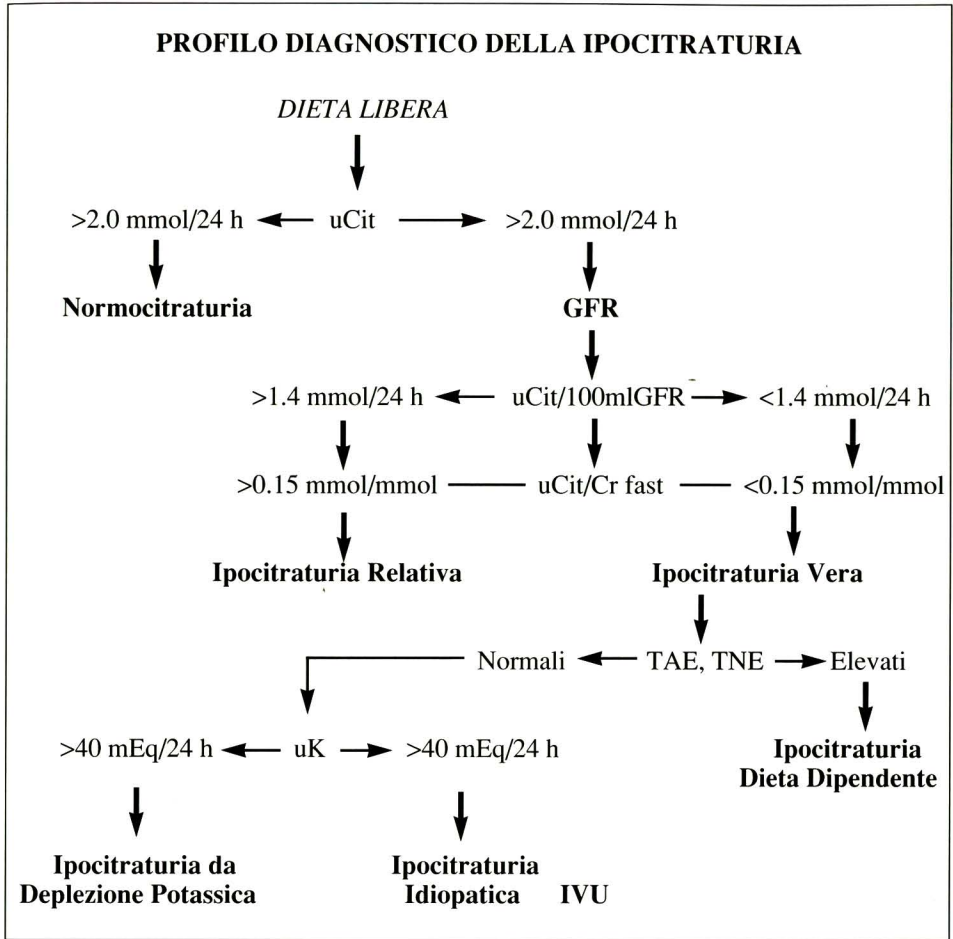 PROFILO DIAGNOSTICO DELLA IPOCITRATURIA
DIETA LIBERA
>2.0 mmol/24 h uCit >2.0 mmol/24 h
Normocitraturia GFR
>1.4 mmol/24 h uCit/100mlGFR <1.4 mmol/24 h
>0.15 mmol/mmol uCit/Cr fast <0.15 mmol/mmol
Ipocitraturia Relativa Ipocitraturia Vera
Normali TAE, TNE Elevati
>40 mEq/24 h uK >40 mEq/24 h
Ipocitraturia
Dieta Dipendente
Ipocitraturia da
Deplezione Potassica
Ipocitraturia
Idiopatica IVU